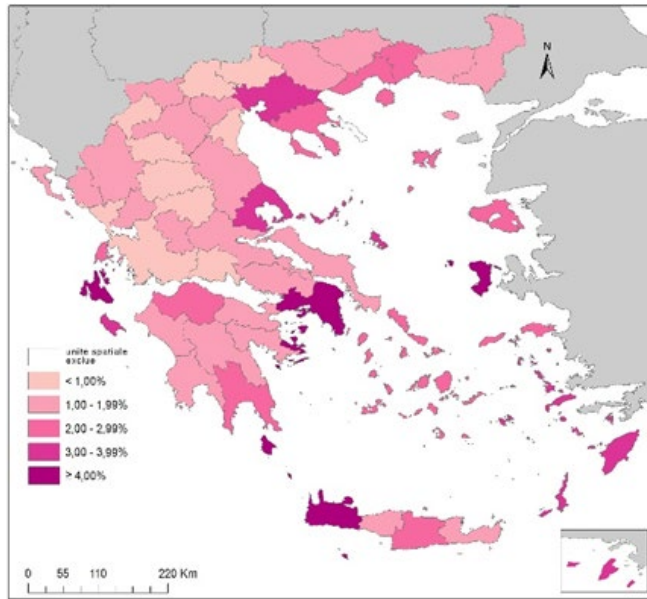 N
unite spatiale
exclue
< 1,00%
1,00 - 1,99%
2,00 - 2,99%
3,00 - 3,99%
> 4,00%
0 55 110 220 Km